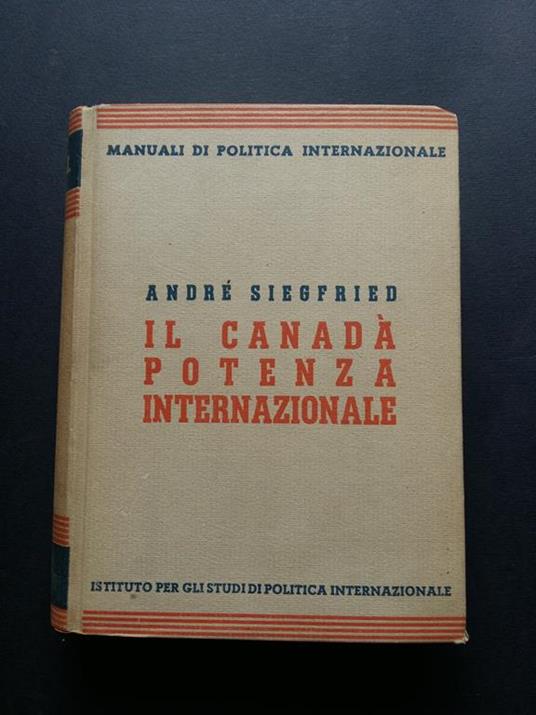 MANUALI DI POLITICA INTERNAZIONALE
ANDRÉ SIEGFRIED
IL CANADÀ
POTENZA
INTERNAZIONALE
ISTITUTO PER GLI STUDI DI POLITICA INTERNAZIONALE